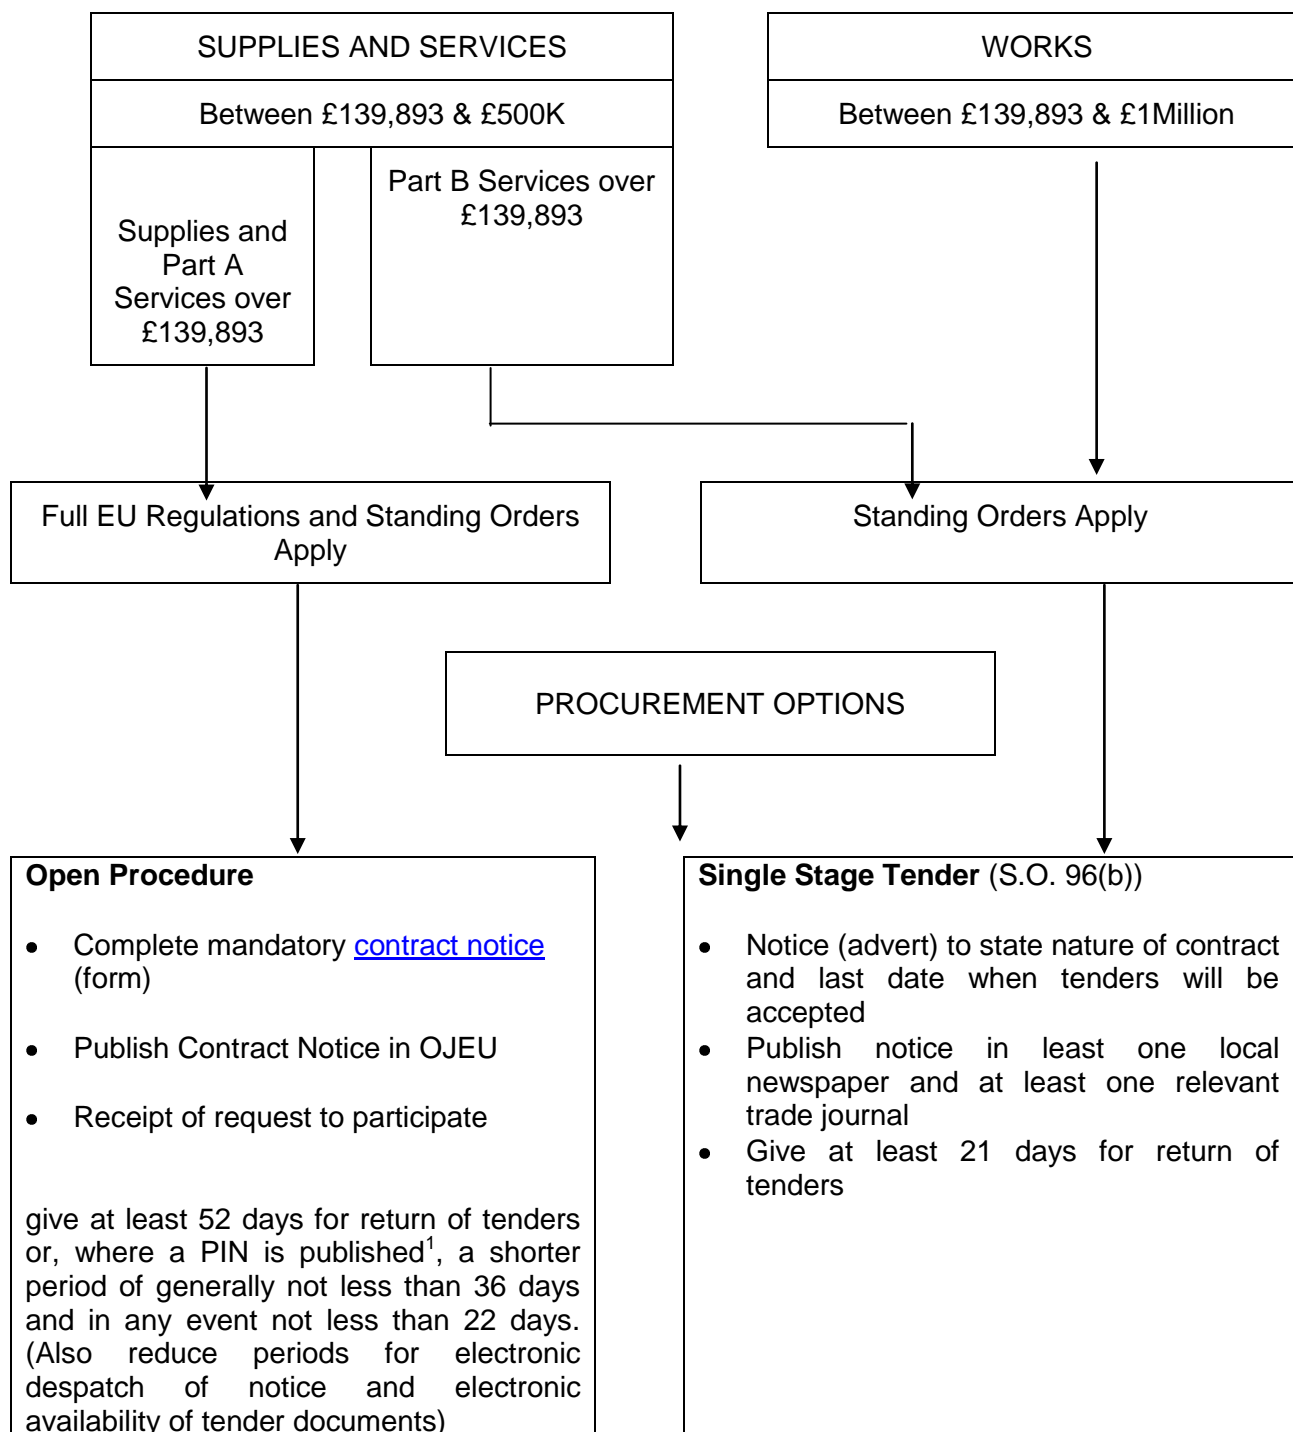 SUPPLIES AND SERVICES
Between £139,893 & £500K
Supplies and
Part A
Services over
£139,893
Part B Services over
£139,893
WORKS
Between £139,893 & £1Million
Full EU Regulations and Standing Orders
Apply
Standing Orders Apply
PROCUREMENT OPTIONS
Open Procedure
• Complete mandatory contract notice
(form)
• Publish Contract Notice in OJEU
• Receipt of request to participate
give at least 52 days for return of tenders
or, where a PIN is published¹, a shorter
period of generally not less than 36 days
and in any event not less than 22 days.
(Also reduce periods for electronic
despatch of notice and electronic
availability of tender documents)
Single Stage Tender (S.O. 96(b))
• Notice (advert) to state nature of contract
and last date when tenders will be
accepted
• Publish notice in least one local
newspaper and at least one relevant
trade journal
• Give at least 21 days for return of
tenders